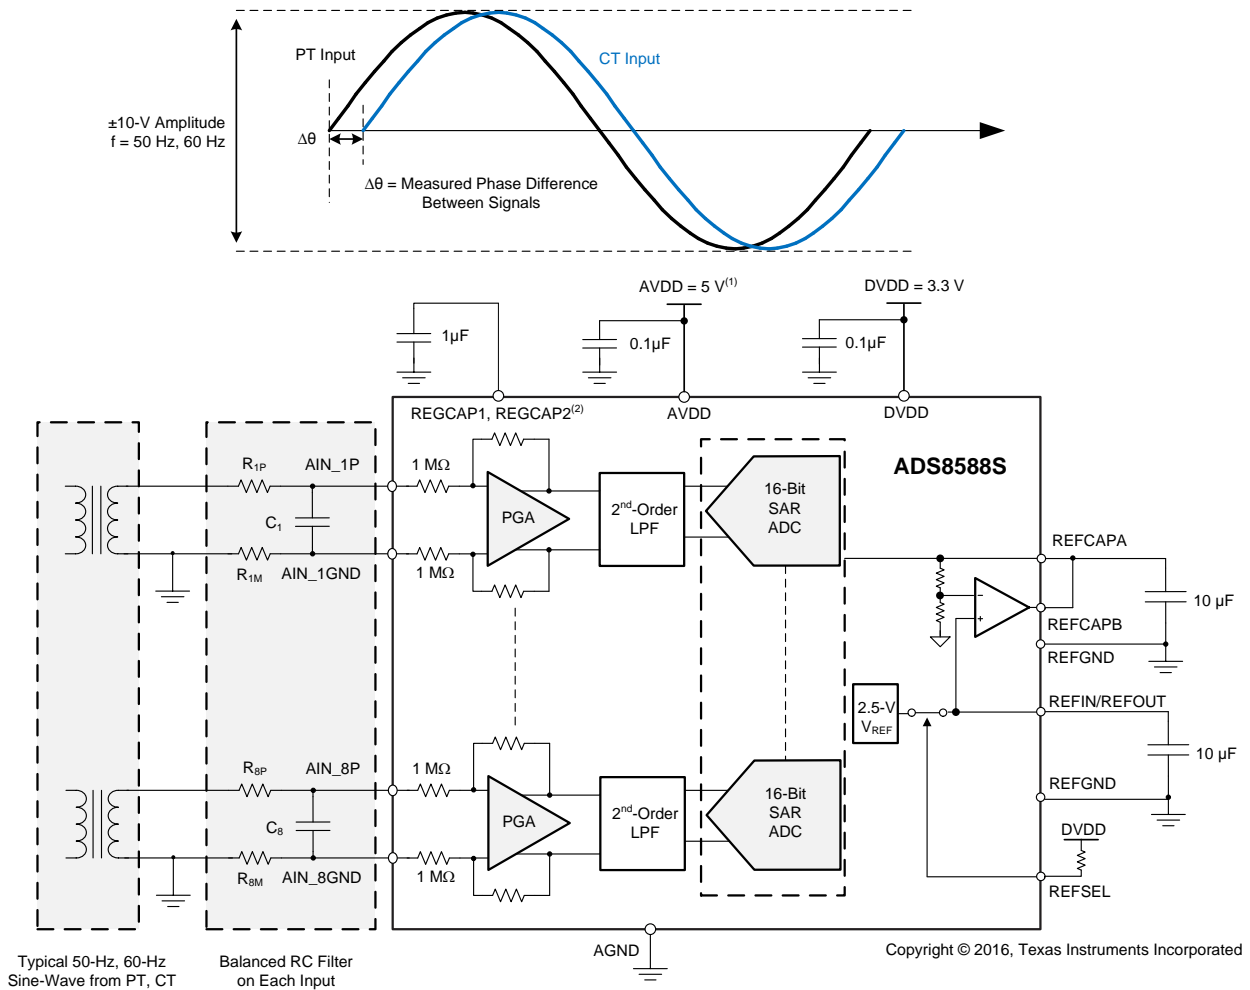 PT Input
CT Input
±10-V Amplitude
f = 50 Hz, 60 Hz
Δθ
Δθ = Measured Phase Difference
Between Signals
AVDD = 5 V(1)
DVDD = 3.3 V
1µF
0.1µF
0.1µF
REGCAP1, REGCAP2(2)
AVDD
DVDD
ADS8588S
R1P
AIN_1P
1 MΩ
C1
PGA
2nd-Order
LPF
16-Bit
SAR
ADC
R1M
AIN_1GND
1 MΩ
REFCAPA
10 µF
REFCAPB
REFGND
2.5-V
VREF
REFIN/REFOUT
10 µF
REFGND
R8P
AIN_8P
1 MΩ
C8
PGA
2nd-Order
LPF
16-Bit
SAR
ADC
R8M
AIN_8GND
1 MΩ
DVDD
REFSEL
AGND
−
+
Copyright © 2016, Texas Instruments Incorporated
Typical 50-Hz, 60-Hz
Sine-Wave from PT, CT
Balanced RC Filter
on Each Input